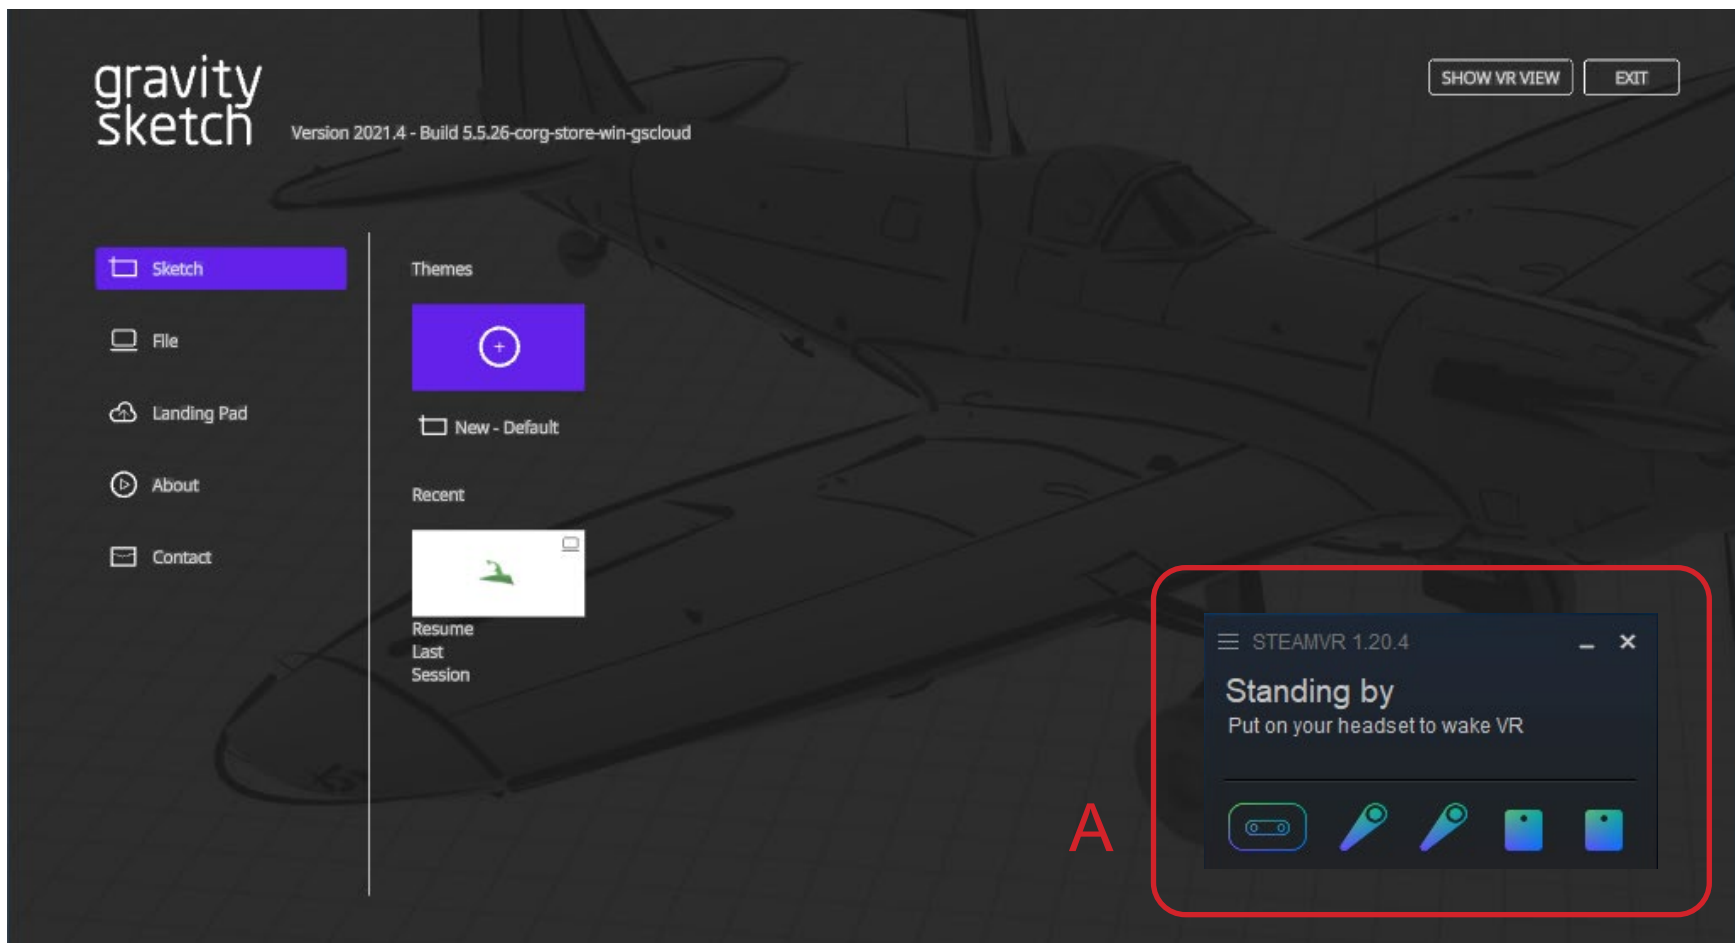 gravity
sketch
Version 2021.4 - Build 5.5.26-corg-store-win-gscloud
SHOW VR VIEW
EXIT
Sketch
File
Landing Pad
About
Contact
Themes
New - Default
Recent
Resume
Last
Session
A
STEAMVR 1.20.4
Standing by
Put on your headset to wake VR